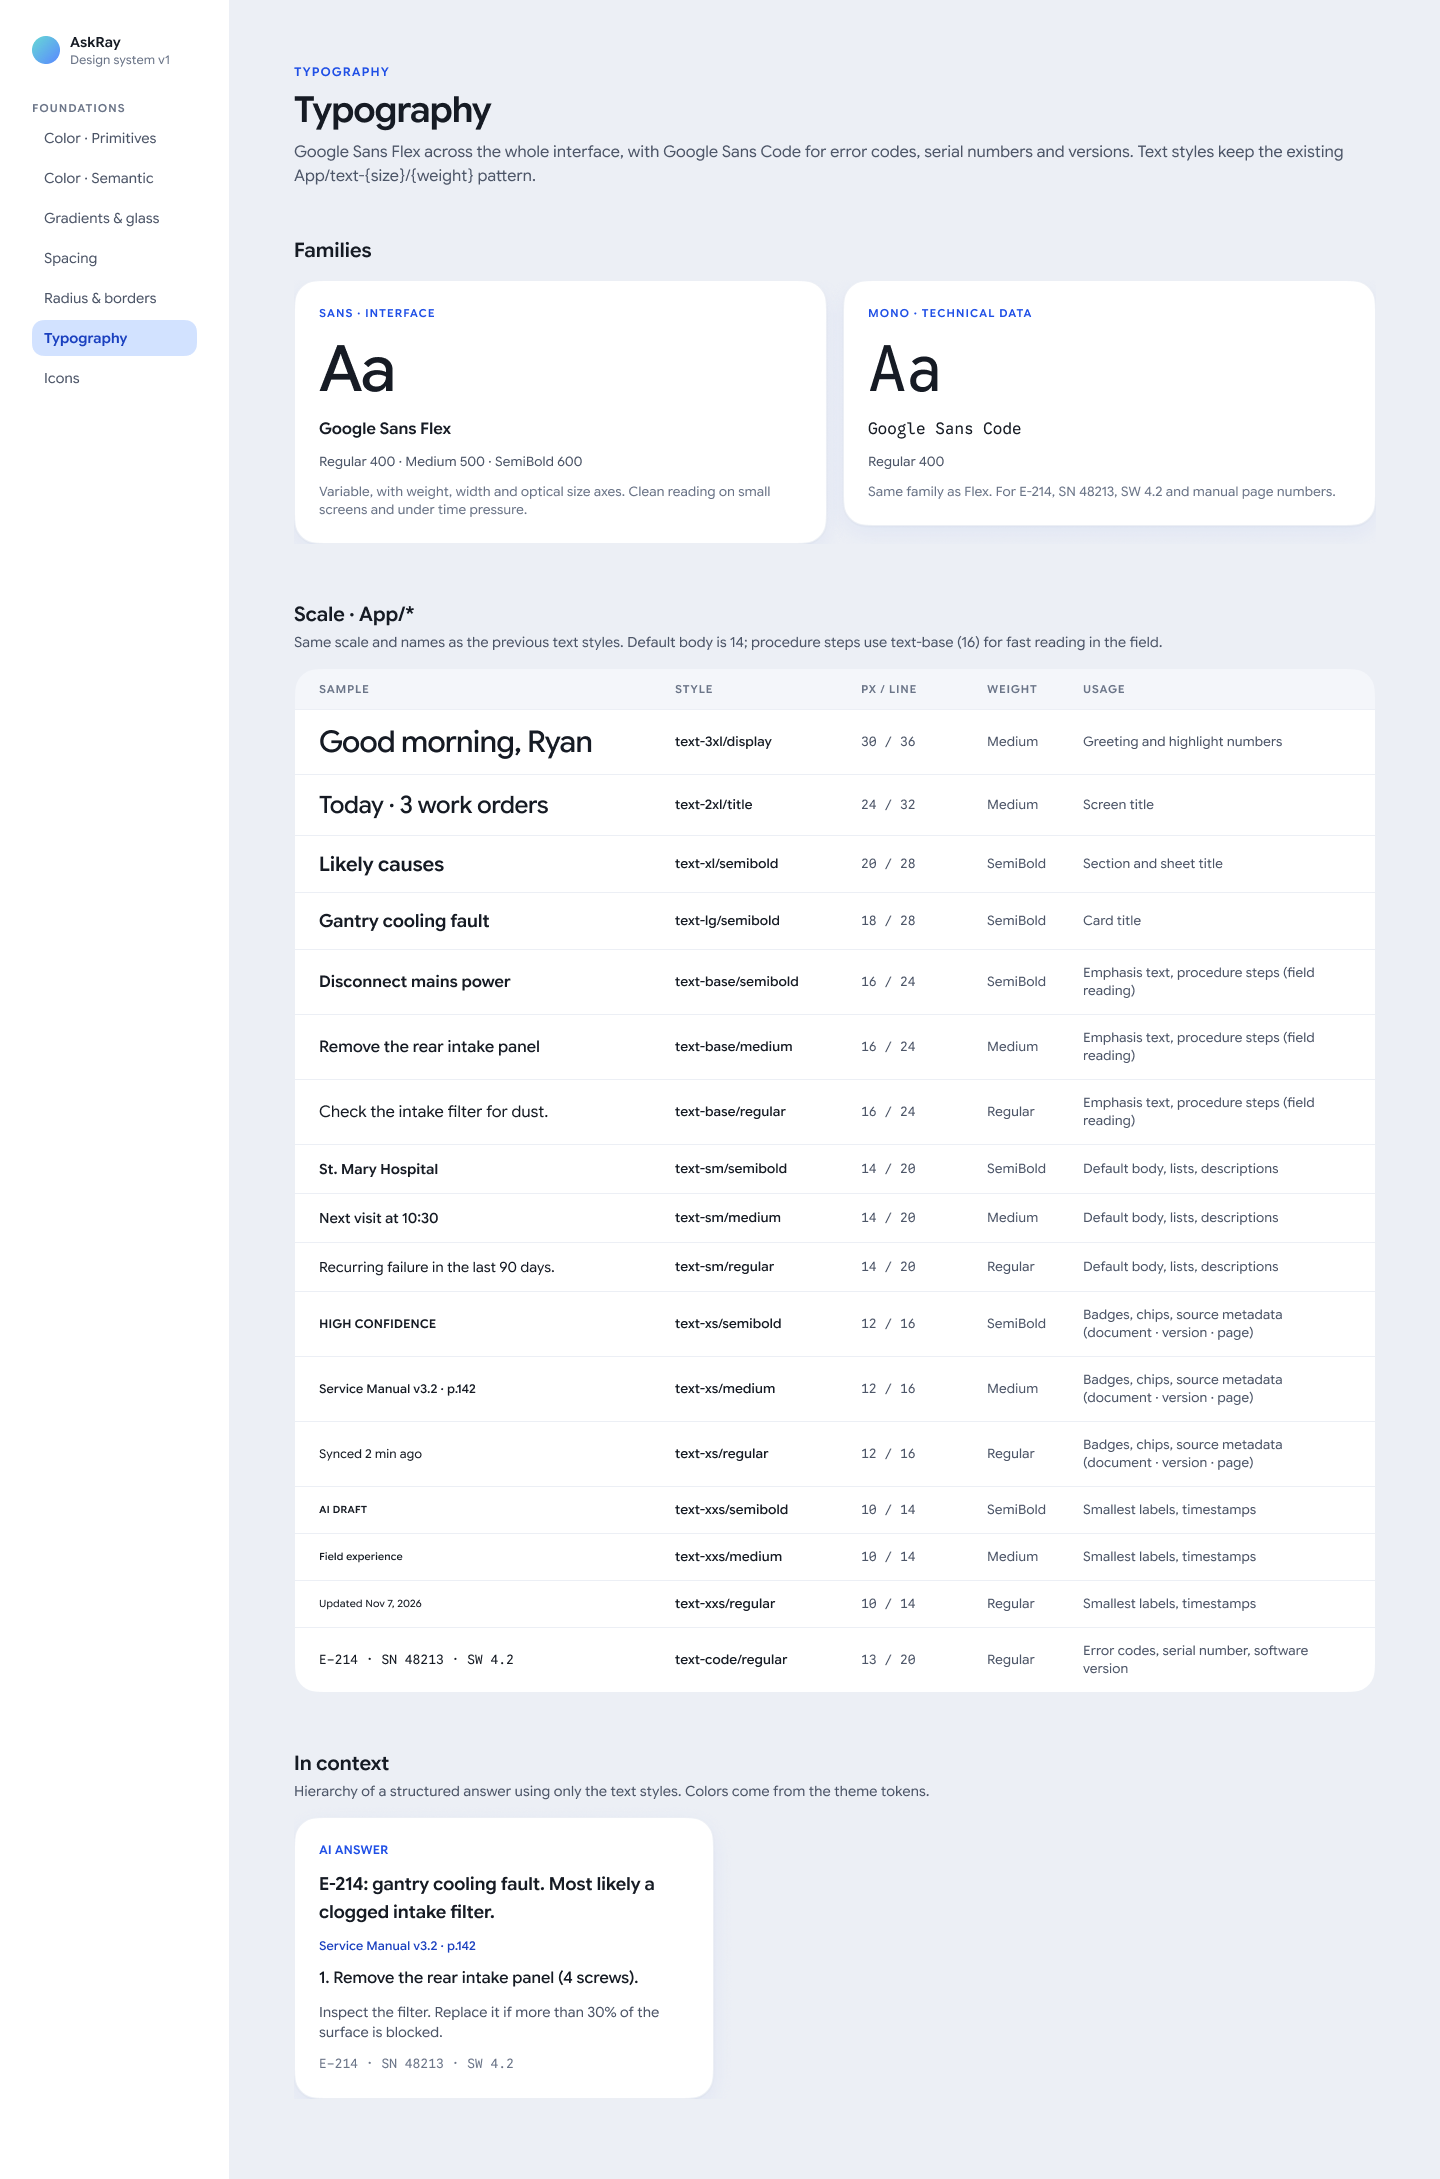 AskRay
Design system v1
FOUNDATIONS
Color · Primitives
Color · Semantic
Gradients & glass
Spacing
Radius & borders
Typography
Icons
TYPOGRAPHY
Typography
Google Sans Flex across the whole interface, with Google Sans Code for error codes, serial numbers and versions. Text styles keep the existing
App/text-{size}/{weight} pattern.
Families
SANS · INTERFACE
Aa
Google Sans Flex
Regular 400 · Medium 500 · SemiBold 600
Variable, with weight, width and optical size axes. Clean reading on small
screens and under time pressure.
MONO · TECHNICAL DATA
Aa
Google Sans Code
Regular 400
Same family as Flex. For E-214, SN 48213, SW 4.2 and manual page numbers.
Scale · App/*
Same scale and names as the previous text styles. Default body is 14; procedure steps use text-base (16) for fast reading in the field.
SAMPLE STYLE PX / LINE WEIGHT USAGE
Good morning, Ryan text-3xl/display 30 / 36 Medium Greeting and highlight numbers
Today · 3 work orders text-2xl/title 24 / 32 Medium Screen title
Likely causes text-xl/semibold 20 / 28 SemiBold Section and sheet title
Gantry cooling fault text-lg/semibold 18 / 28 SemiBold Card title
Disconnect mains power text-base/semibold 16 / 24 SemiBold Emphasis text, procedure steps (field
reading)
Remove the rear intake panel text-base/medium 16 / 24 Medium Emphasis text, procedure steps (field
reading)
Check the intake filter for dust. text-base/regular 16 / 24 Regular Emphasis text, procedure steps (field
reading)
St. Mary Hospital text-sm/semibold 14 / 20 SemiBold Default body, lists, descriptions
Next visit at 10:30 text-sm/medium 14 / 20 Medium Default body, lists, descriptions
Recurring failure in the last 90 days. text-sm/regular 14 / 20 Regular Default body, lists, descriptions
HIGH CONFIDENCE text-xs/semibold 12 / 16 SemiBold Badges, chips, source metadata
(document · version · page)
Service Manual v3.2 · p.142 text-xs/medium 12 / 16 Medium Badges, chips, source metadata
(document · version · page)
Synced 2 min ago text-xs/regular 12 / 16 Regular Badges, chips, source metadata
(document · version · page)
AI DRAFT text-xxs/semibold 10 / 14 SemiBold Smallest labels, timestamps
Field experience text-xxs/medium 10 / 14 Medium Smallest labels, timestamps
Updated Nov 7, 2026 text-xxs/regular 10 / 14 Regular Smallest labels, timestamps
E-214 · SN 48213 · SW 4.2 text-code/regular 13 / 20 Regular Error codes, serial number, software
version
In context
Hierarchy of a structured answer using only the text styles. Colors come from the theme tokens.
AI ANSWER
E-214: gantry cooling fault. Most likely a
clogged intake filter.
Service Manual v3.2 · p.142
1. Remove the rear intake panel (4 screws).
Inspect the filter. Replace it if more than 30% of the
surface is blocked.
E-214 · SN 48213 · SW 4.2